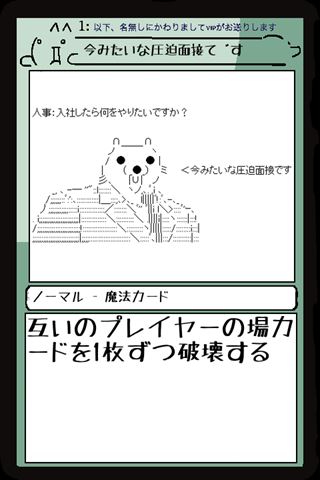 1: 以下、名無しにかわりましてVIPがお送りします
今みたいな圧迫面接で゛す
人事:入社したら何をやりたいですか?
<今みたいな圧迫面接です
ノーマル - 魔法カード
互いのプレイヤーの場カ
ードを1枚ずつ破壊する